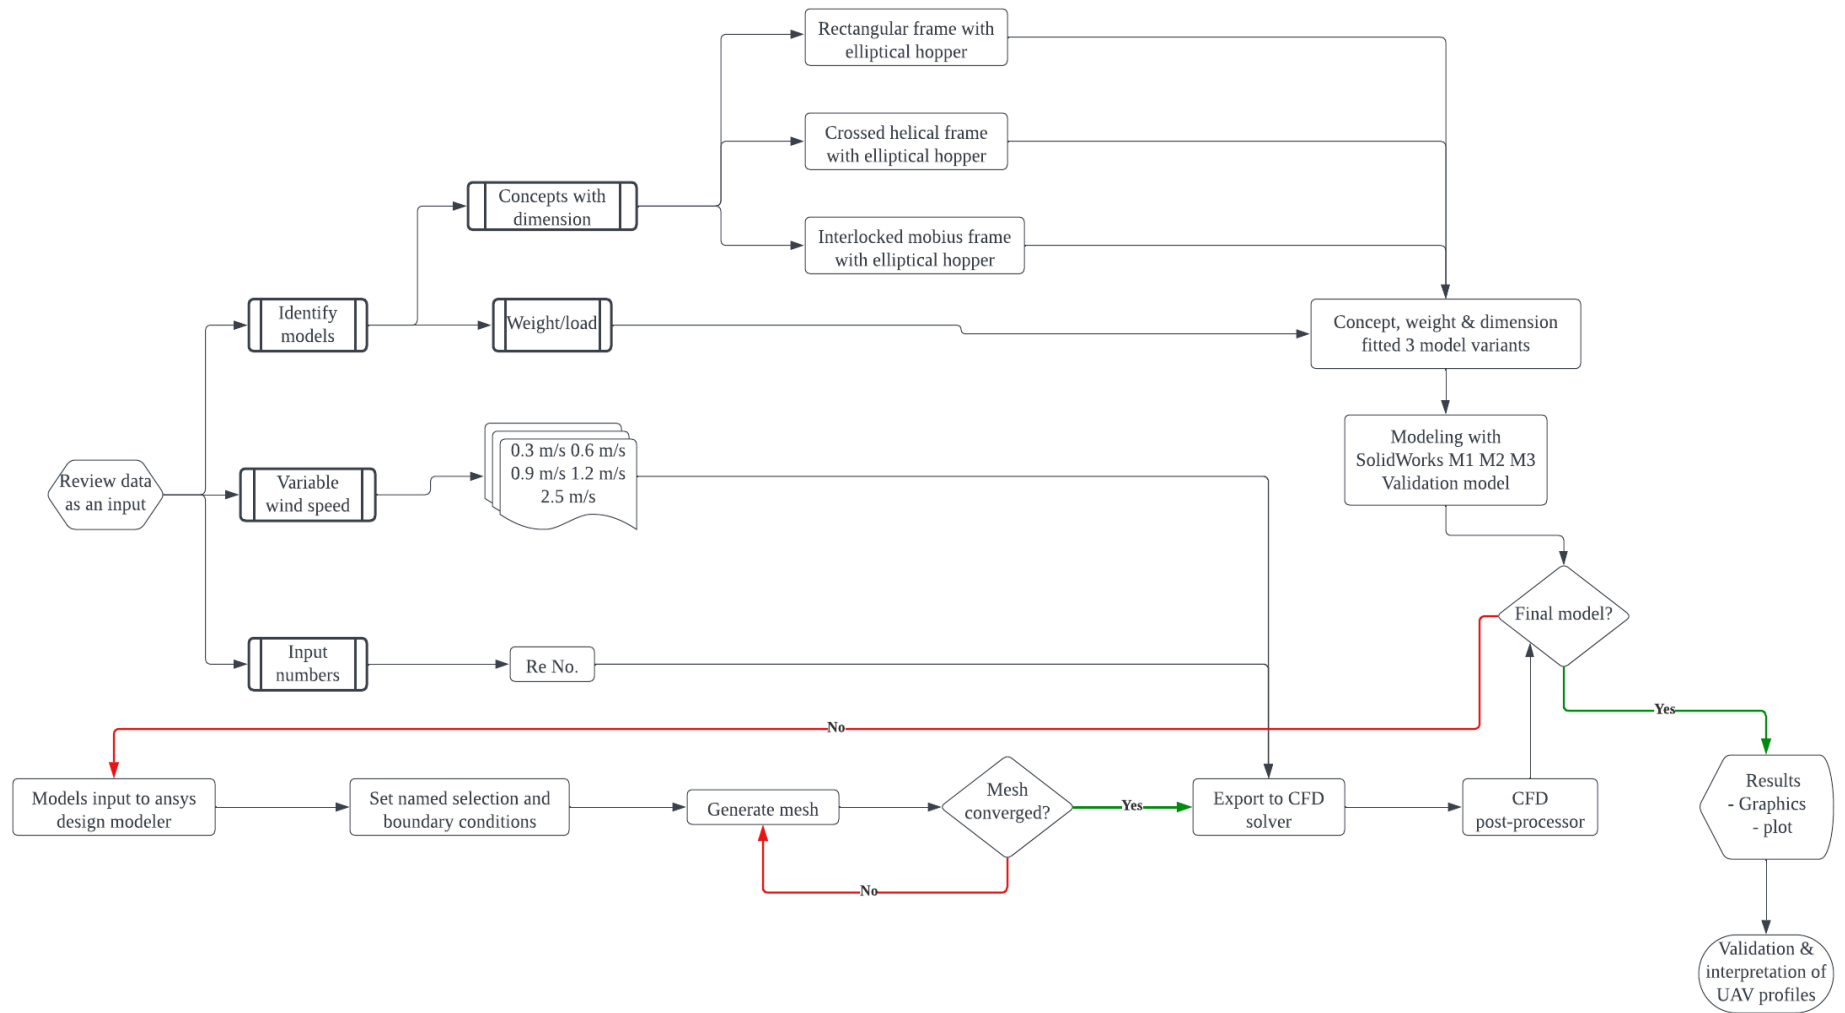 Rectangular frame with
elliptical hopper
Crossed helical frame
with elliptical hopper
Concepts with
dimension
Interlocked mobius frame
with elliptical hopper
Identify
models
Weight/load
Concept, weight & dimension
fitted 3 model variants
Modeling with
SolidWorks M1 M2 M3
Validation model
Review data
as an input
Variable
wind speed
0.3 m/s 0.6 m/s
0.9 m/s 1.2 m/s
2.5 m/s
Final model?
Input
numbers
Re No.
Yes
No
Models input to ansys
design modeler
Set named selection and
boundary conditions
Generate mesh
Mesh
converged?
Yes
Export to CFD
solver
CFD
post-processor
Results
- Graphics
- plot
No
Validation &
interpretation of
UAV profiles